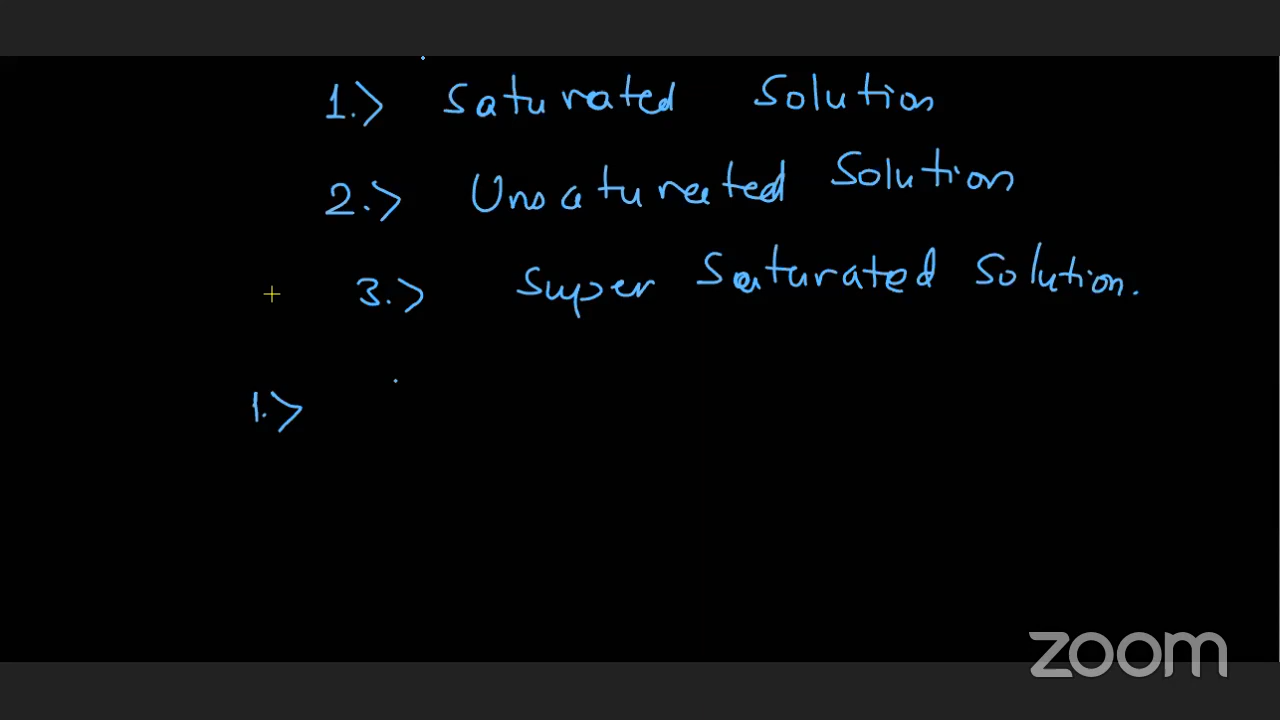 1.> Saturated Solution
2.> Unsaturated Solution
3.> Super Saturated Solution.
1.>
zoom